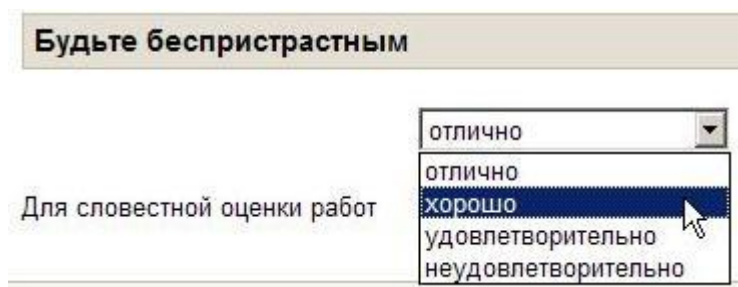 Будьте беспристрастным
отлично
отлично
Для словестной оценки работ
хорошо
удовлетворительно
неудовлетворительно